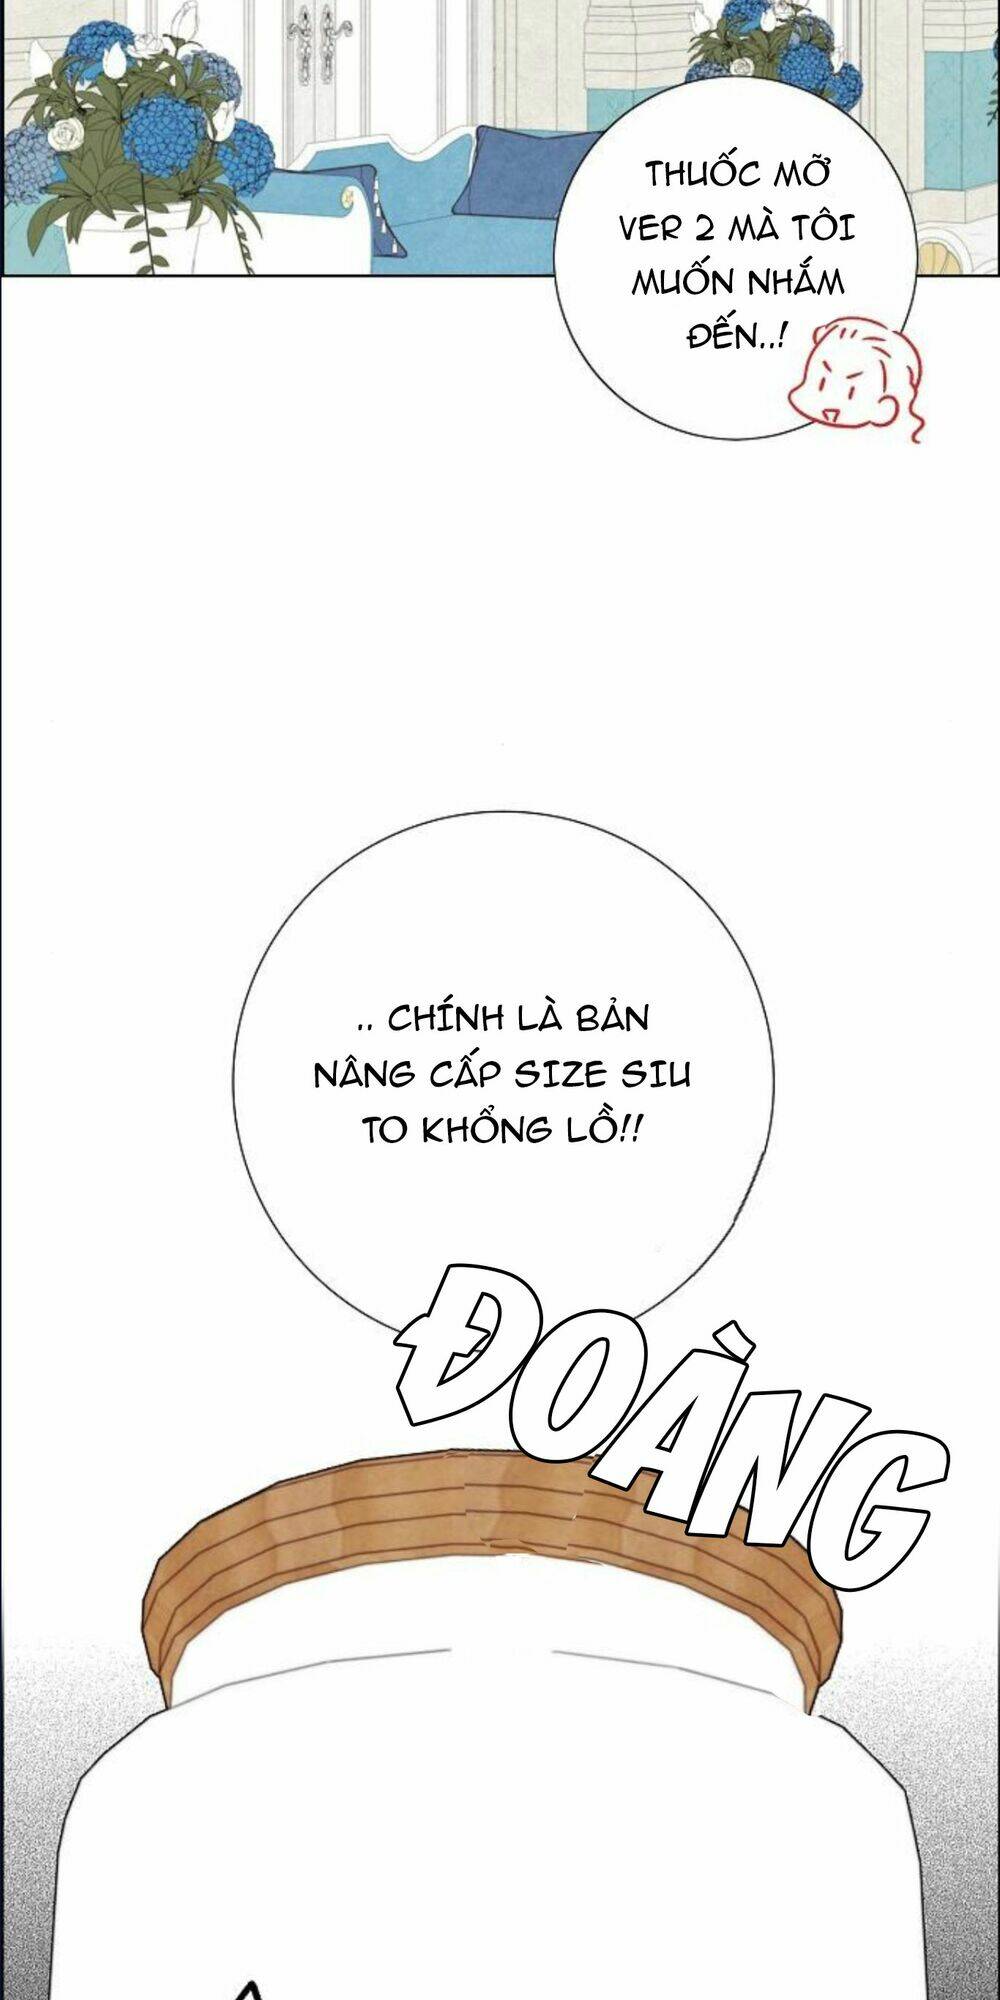 THUỐC MỠ
VER 2 MÀ TÔI
MUỐN NHẮM
ĐẾN..!
.. CHÍNH LÀ BẢN
NÂNG CẤP SIZE SIU
TO KHỔNG LỒ!!
ĐOÀNG